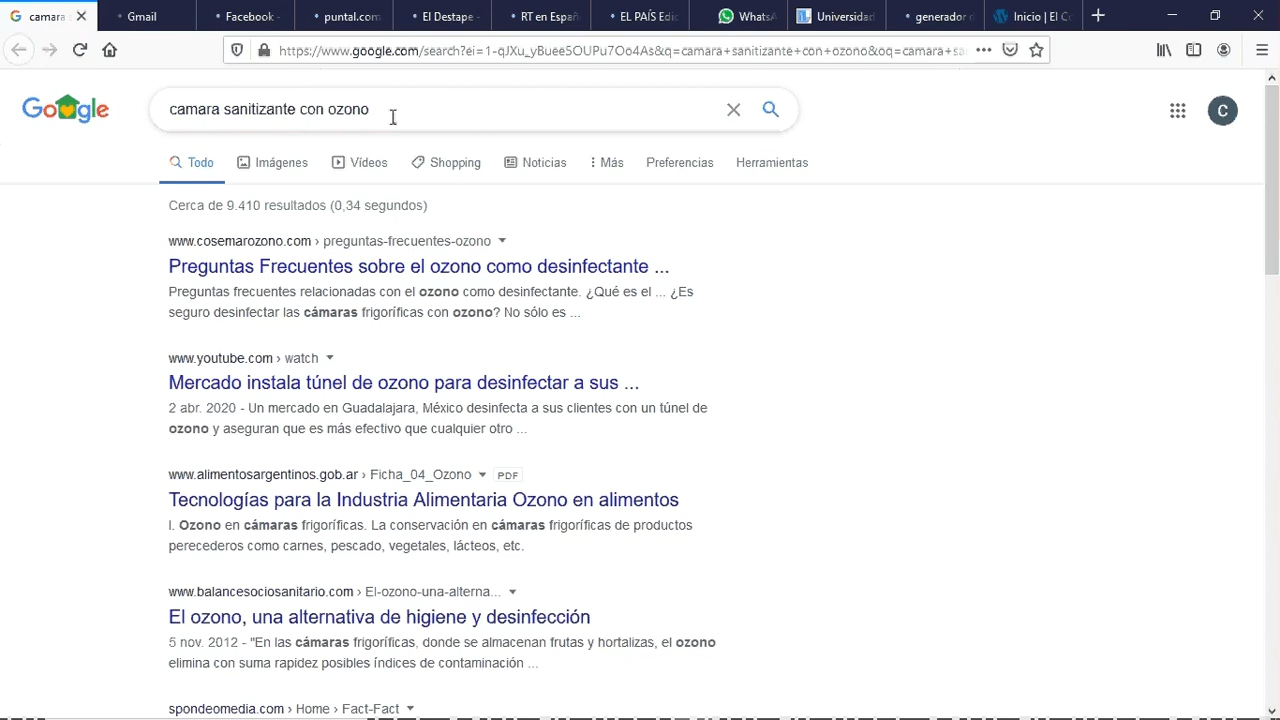 camara
Gmail
Facebook -
puntal.com
El Destape -
RT en Españ
EL PAÍS Edic
WhatsA
Universidad
generador d
Inicio | El Co
https://www.google.com/search?ei=1-qJXu_yBuee5OUPu7Oo4As&q=camara+sanitizante+con+ozono&oq=camara+sa
Google
camara sanitizante con ozono
C
Todo
Imágenes
Vídeos
Shopping
Noticias
Más
Preferencias
Herramientas
Cerca de 9.410 resultados (0,34 segundos)
www.cosemarozono.com › preguntas-frecuentes-ozono
Preguntas Frecuentes sobre el ozono como desinfectante ...
Preguntas frecuentes relacionadas con el ozono como desinfectante. ¿Qué es el ... ¿Es
seguro desinfectar las cámaras frigoríficas con ozono? No sólo es ...
www.youtube.com › watch
Mercado instala túnel de ozono para desinfectar a sus ...
2 abr. 2020 - Un mercado en Guadalajara, México desinfecta a sus clientes con un túnel de
ozono y aseguran que es más efectivo que cualquier otro ...
www.alimentosargentinos.gob.ar › Ficha_04_Ozono PDF
Tecnologías para la Industria Alimentaria Ozono en alimentos
I. Ozono en cámaras frigoríficas. La conservación en cámaras frigoríficas de productos
perecederos como carnes, pescado, vegetales, lácteos, etc.
www.balancesociosanitario.com › El-ozono-una-alterna...
El ozono, una alternativa de higiene y desinfección
5 nov. 2012 - "En las cámaras frigoríficas, donde se almacenan frutas y hortalizas, el ozono
elimina con suma rapidez posibles índices de contaminación ...
spondeomedia.com › Home › Fact-Fact